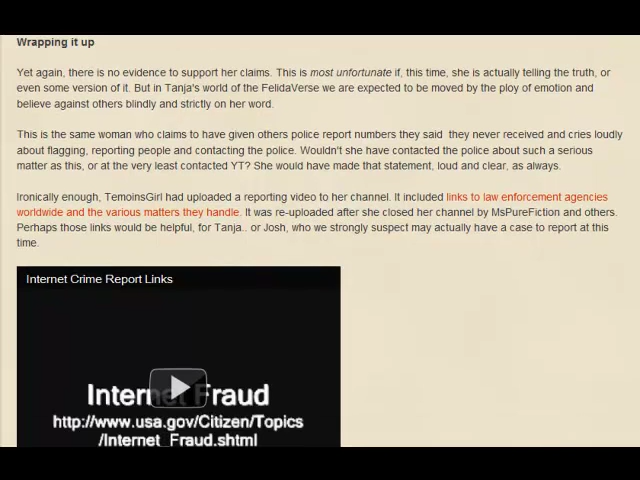 Wrapping it up
Yet again, there is no evidence to support her claims. This is most unfortunate if, this time, she is actually telling the truth, or
even some version of it. But in Tanja's world of the FelidaVerse we are expected to be moved by the ploy of emotion and
believe against others blindly and strictly on her word.
This is the same woman who claims to have given others police report numbers they said they never received and cries loudly
about flagging, reporting people and contacting the police. Wouldn't she have contacted the police about such a serious
matter as this, or at the very least contacted YT? She would have made that statement, loud and clear, as always.
Ironically enough, TemoinsGirl had uploaded a reporting video to her channel. It included links to law enforcement agencies
worldwide and the various matters they handle. It was re-uploaded after she closed her channel by MsPureFiction and others.
Perhaps those links would be helpful, for Tanja.. or Josh, who we strongly suspect may actually have a case to report at this
time.
Internet Crime Report Links
Internet Fraud
http://www.usa.gov/Citizen/Topics
/Internet_Fraud.shtml